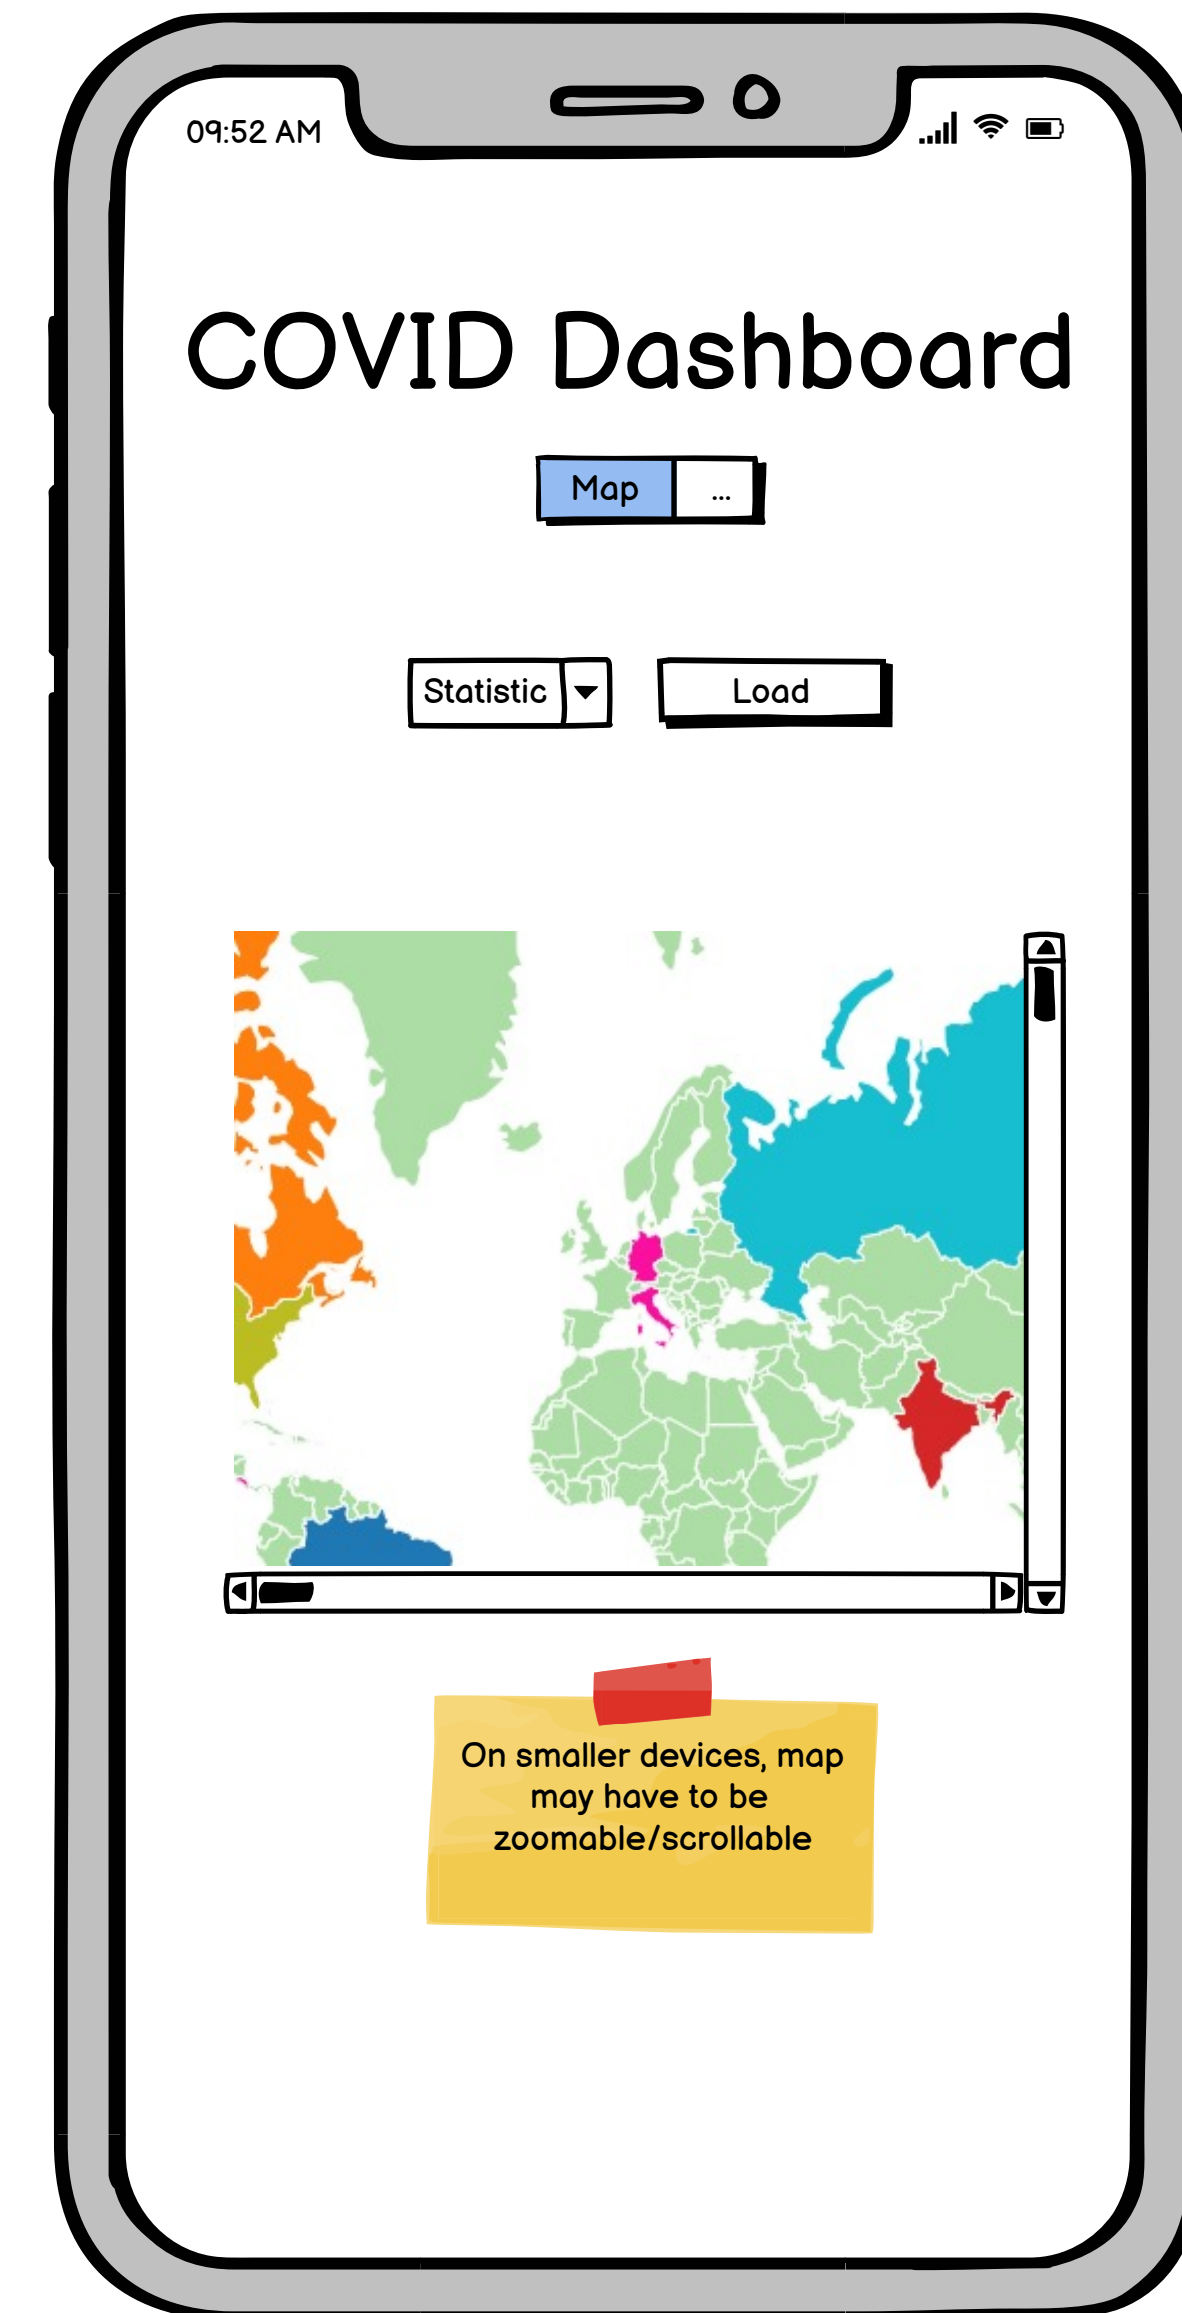 09:52 AM
COVID Dashboard
Map ...
Statistic Load
On smaller devices, map
may have to be
zoomable/scrollable